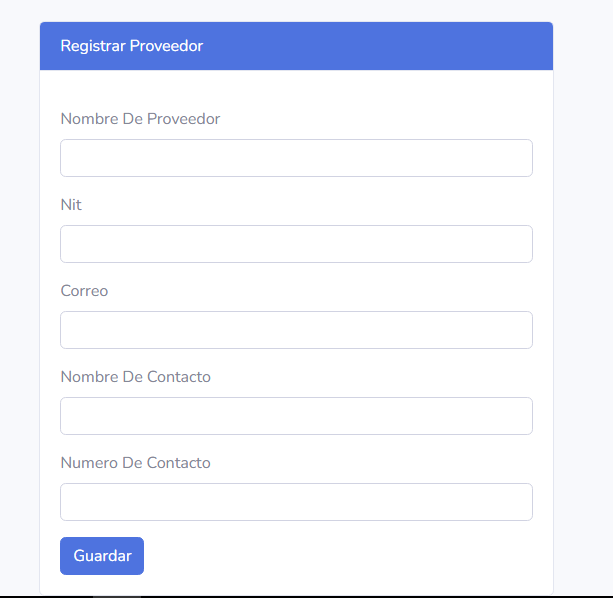 Registrar Proveedor
Nombre De Proveedor
Nit
Correo
Nombre De Contacto
Numero De Contacto
Guardar